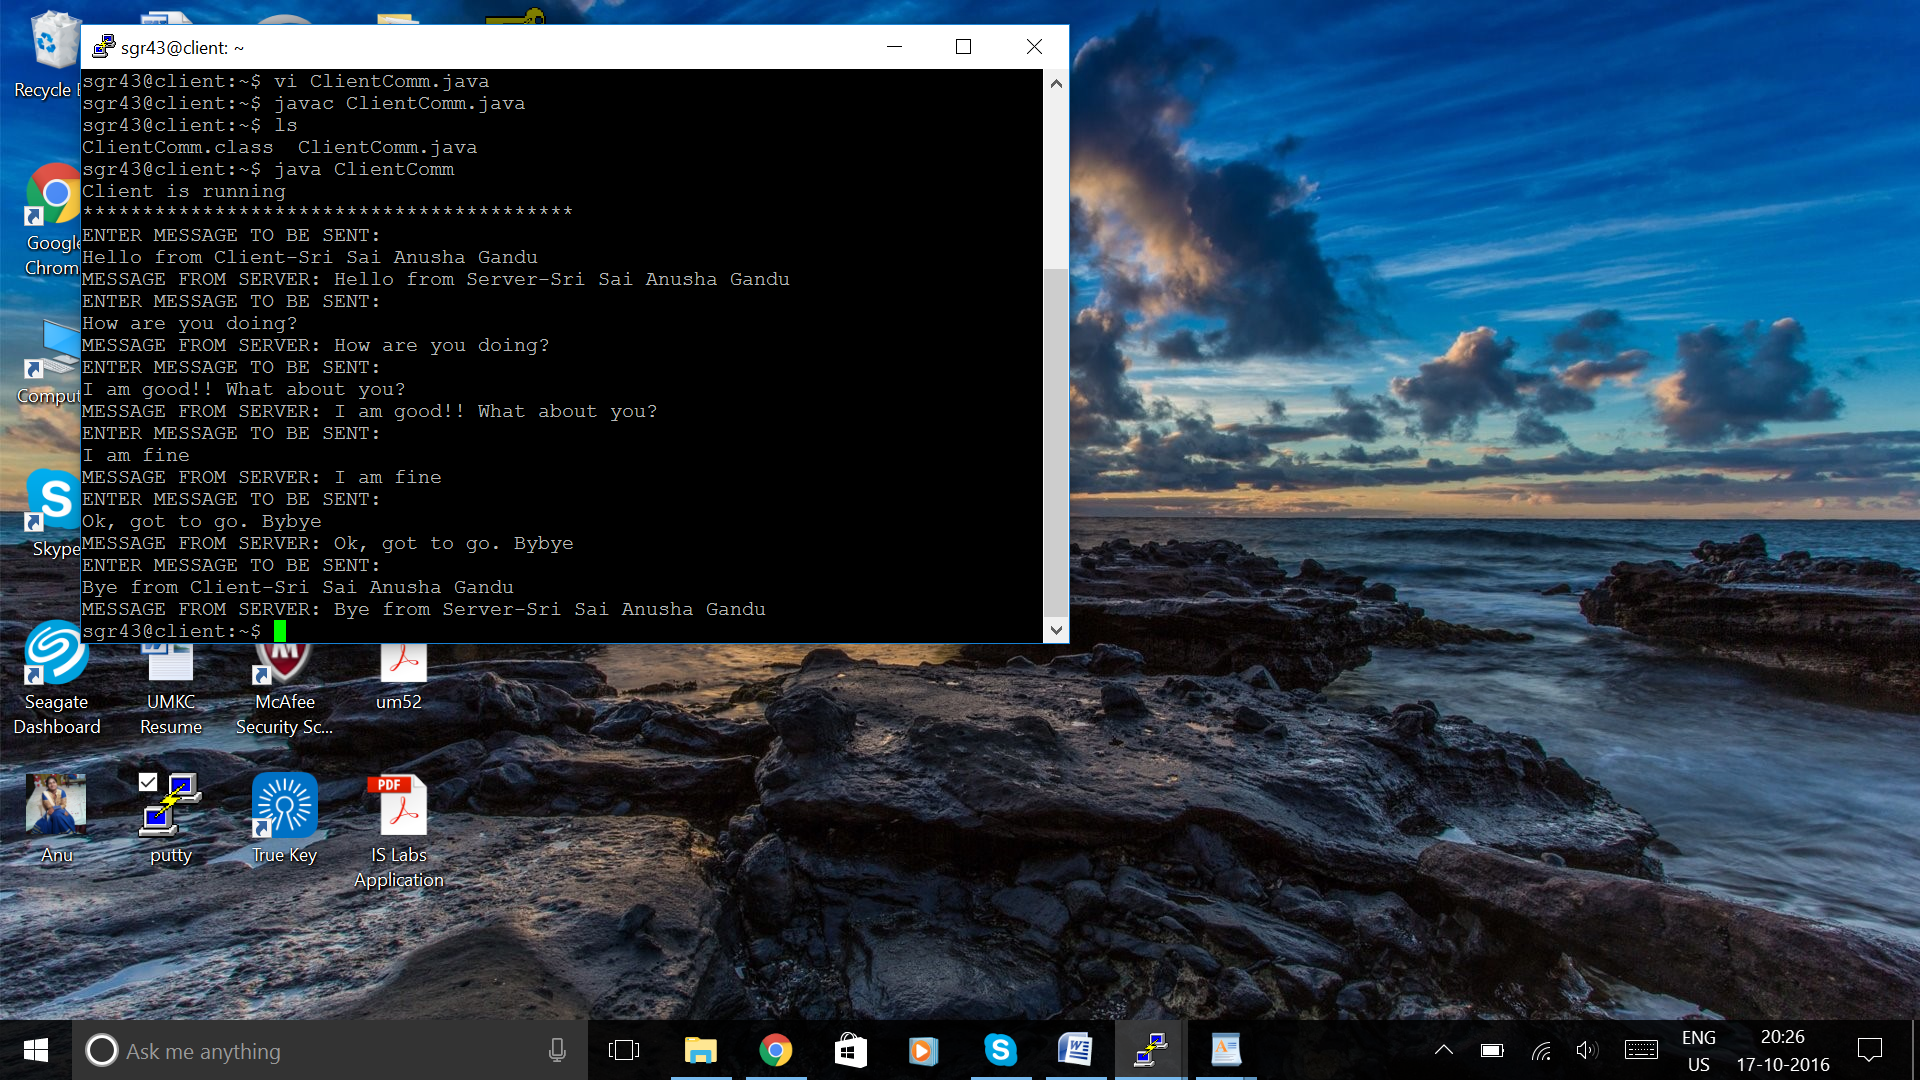 sgr43@client: ~
sgr43@client:~$ vi ClientComm.java
sgr43@client:~$ javac ClientComm.java
sgr43@client:~$ ls
ClientComm.class  ClientComm.java
sgr43@client:~$ java ClientComm
Client is running
*****************************************
ENTER MESSAGE TO BE SENT:
Hello from Client-Sri Sai Anusha Gandu
MESSAGE FROM SERVER: Hello from Server-Sri Sai Anusha Gandu
ENTER MESSAGE TO BE SENT:
How are you doing?
MESSAGE FROM SERVER: How are you doing?
ENTER MESSAGE TO BE SENT:
I am good!! What about you?
MESSAGE FROM SERVER: I am good!! What about you?
ENTER MESSAGE TO BE SENT:
I am fine
MESSAGE FROM SERVER: I am fine
ENTER MESSAGE TO BE SENT:
Ok, got to go. Bybye
MESSAGE FROM SERVER: Ok, got to go. Bybye
ENTER MESSAGE TO BE SENT:
Bye from Client-Sri Sai Anusha Gandu
MESSAGE FROM SERVER: Bye from Server-Sri Sai Anusha Gandu
sgr43@client:~$
Recycle
Google
Chrom
Comput
Skype
Seagate
Dashboard
UMKC
Resume
McAfee
Security Sc...
um52
Anu
putty
True Key
PDF
IS Labs
Application
Ask me anything
ENG
US
20:26
17-10-2016